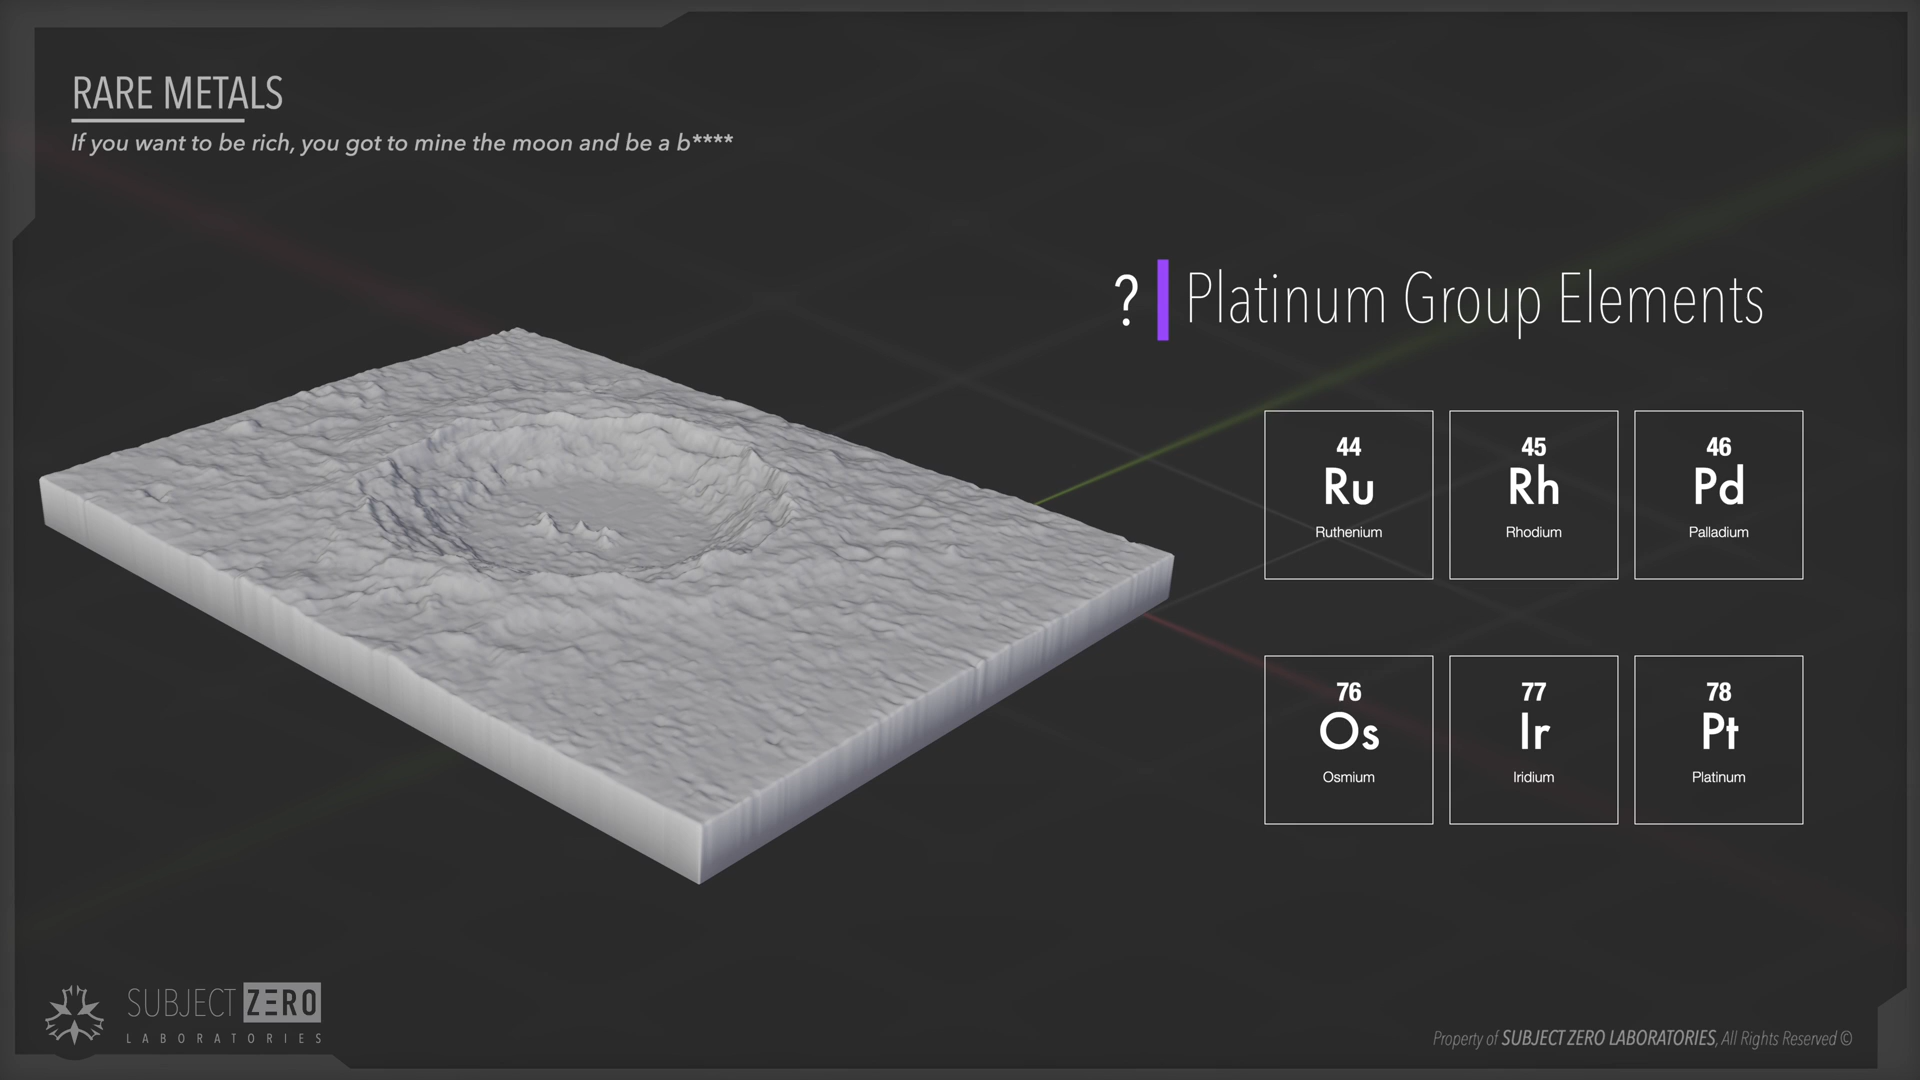 RARE METALS
If you want to be rich, you got to mine the moon and be a b****
? Platinum Group Elements
44 45 46
Ru Rh Pd
Ruthenium Rhodium Palladium
76 77 78
Os Ir Pt
Osmium Iridium Platinum
SUBJECT ZERO
LABORATORIES
Property of SUBJECT ZERO LABORATORIES, All Rights Reserved ©